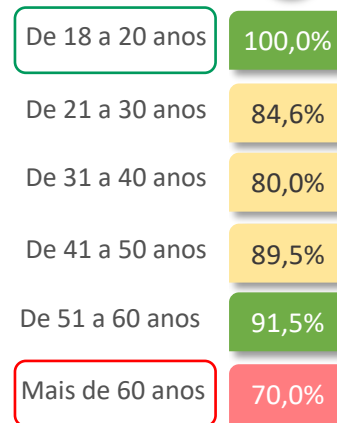 De 18 a 20 anos 100,0%
De 21 a 30 anos 84,6%
De 31 a 40 anos 80,0%
De 41 a 50 anos 89,5%
De 51 a 60 anos 91,5%
Mais de 60 anos 70,0%